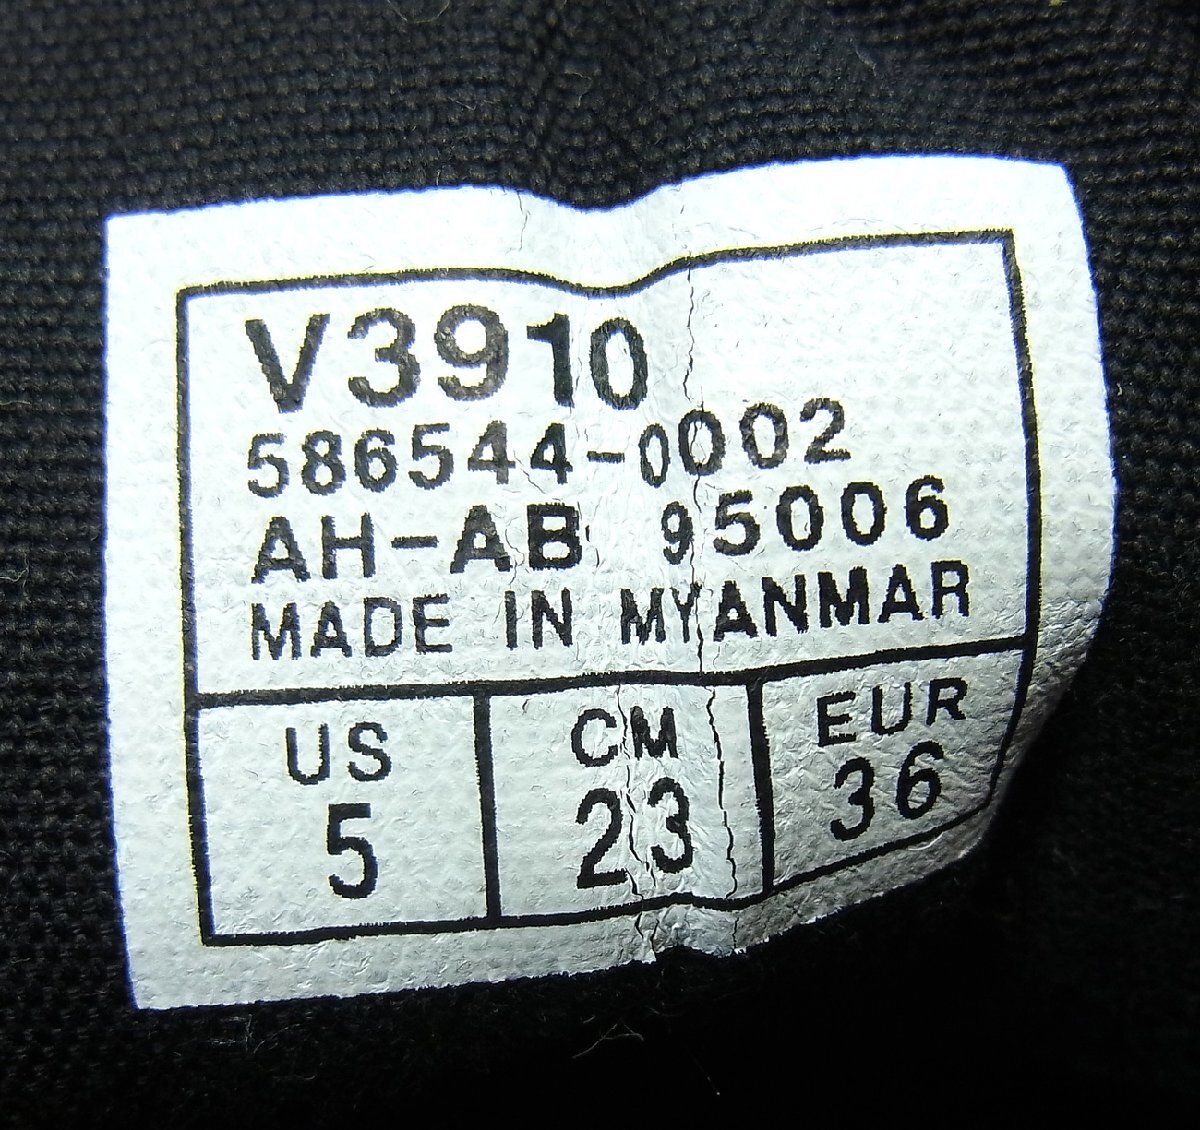 V3910
586544-0002
AH-AB 95006
MADE IN MYANMAR
US CM EUR
5 23 36